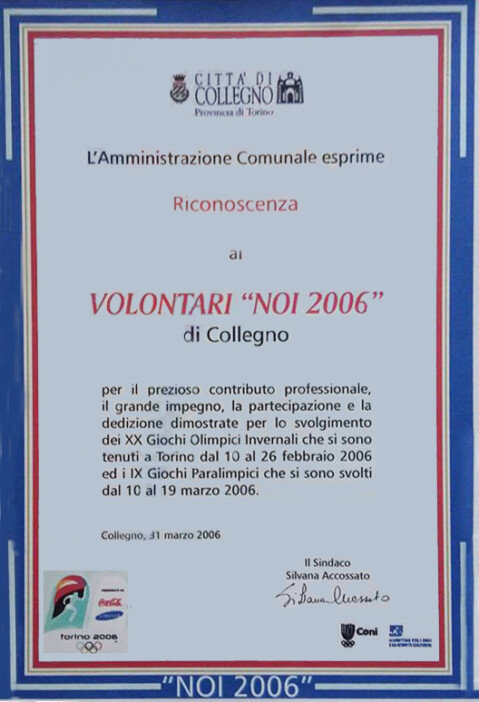 CITTA' DI
COLLEGNO
Provincia di Torino
L'Amministrazione Comunale esprime
Riconoscenza
ai
VOLONTARI “NOI 2006”
di Collegno
per il prezioso contributo professionale,
il grande impegno, la partecipazione e la
dedizione dimostrate per lo svolgimento
dei XX Giochi Olimpici Invernali che si sono
tenuti a Torino dal 10 al 26 febbraio 2006
ed i IX Giochi Paralimpici che si sono svolti
dal 10 al 19 marzo 2006.
Collegno, 31 marzo 2006
Il Sindaco
Silvana Accossato
Silvana Accossato
Coca-Cola
SAMSUNG
torino 2006
Coni
“NOI 2006”